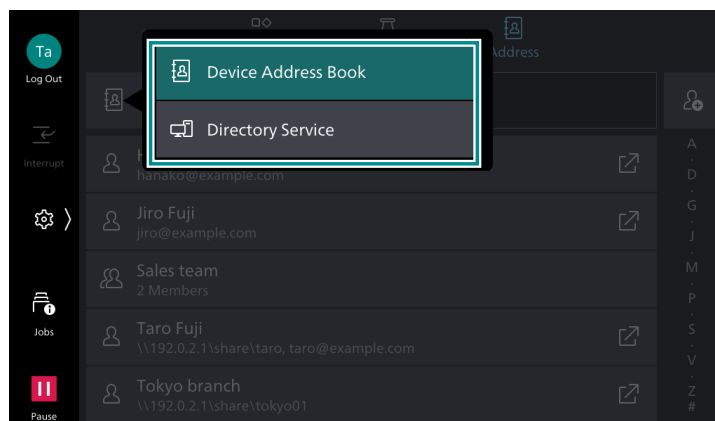 Ta
Log Out
Interrupt
Jobs
Pause
Address
Device Address Book
Directory Service
hanako@example.com
Jiro Fuji
jiro@example.com
Sales team
2 Members
Taro Fuji
\\192.0.2.1\share\taro, taro@example.com
Tokyo branch
\\192.0.2.1\share\tokyo01
A
.
D
.
G
.
J
.
M
.
P
.
S
.
V
.
Z
#